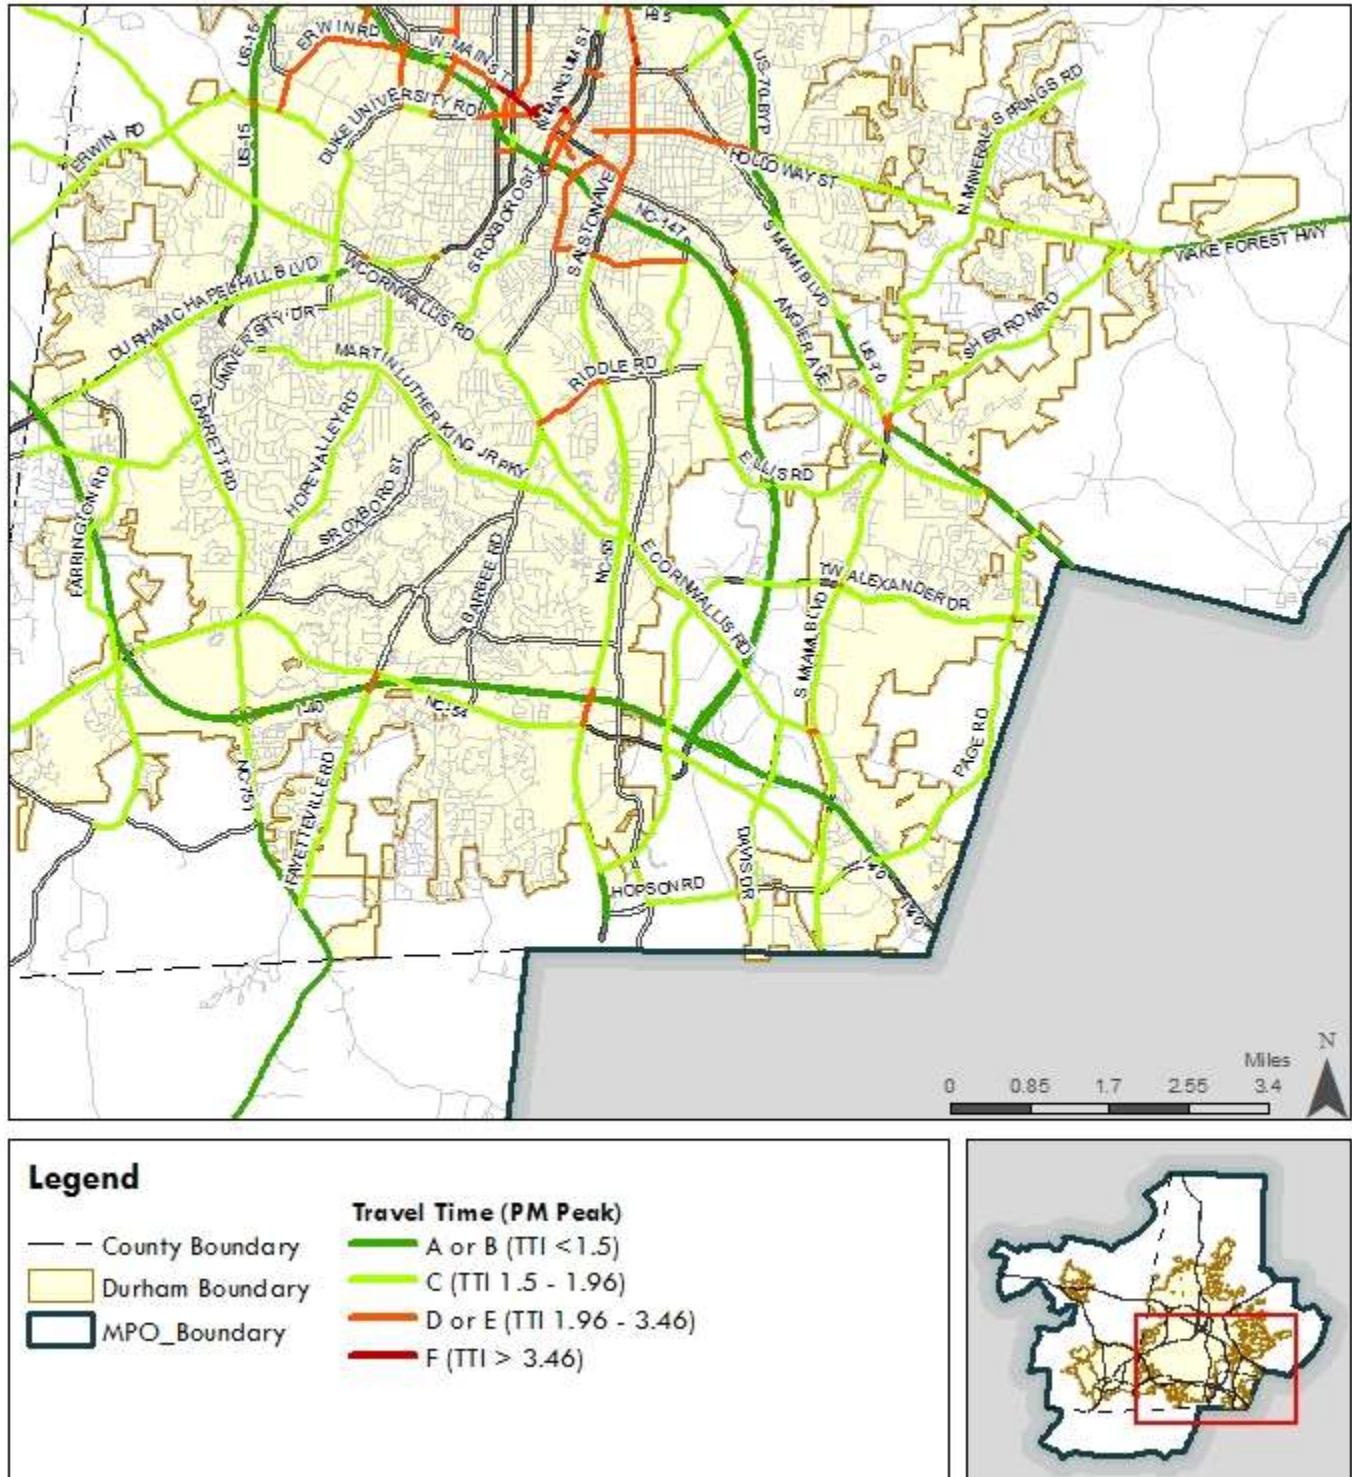 I-85
US-15
ERWIN RD
W MAIN ST
N MANGUM ST
US-70 BYP
N MINERAL SPRINGS RD
DUKE UNIVERSITY RD
ERWIN RD
US-15
HOLLOWAY ST
S ROXBORO ST
S ALSTON AVE
NC-147
S MIAMI BLVD
WAKE FOREST HWY
DURHAM CHAPEL HILL BLVD
W CORNWALLIS RD
UNIVERSITY DR
ANGIER AVE
SHERRON RD
US-70
MARTIN LUTHER KING JR PKY
RIDDLE RD
GARRETT RD
HOPE VALLEY RD
ELLIS RD
S ROXBORO ST
FARRINGTON RD
BARBEE RD
NC-55
E CORNWALLIS RD
TW ALEXANDER DR
S MIAMI BLVD
I-40
NC-54
PAGE RD
NC-751
FAYETTEVILLE RD
DAVIS DR
HOPSON RD
I-40
I-40
N
Miles
0 0.85 1.7 2.55 3.4
Legend
County Boundary
Durham Boundary
MPO_Boundary
Travel Time (PM Peak)
A or B (TTI <1.5)
C (TTI 1.5 - 1.96)
D or E (TTI 1.96 - 3.46)
F (TTI > 3.46)